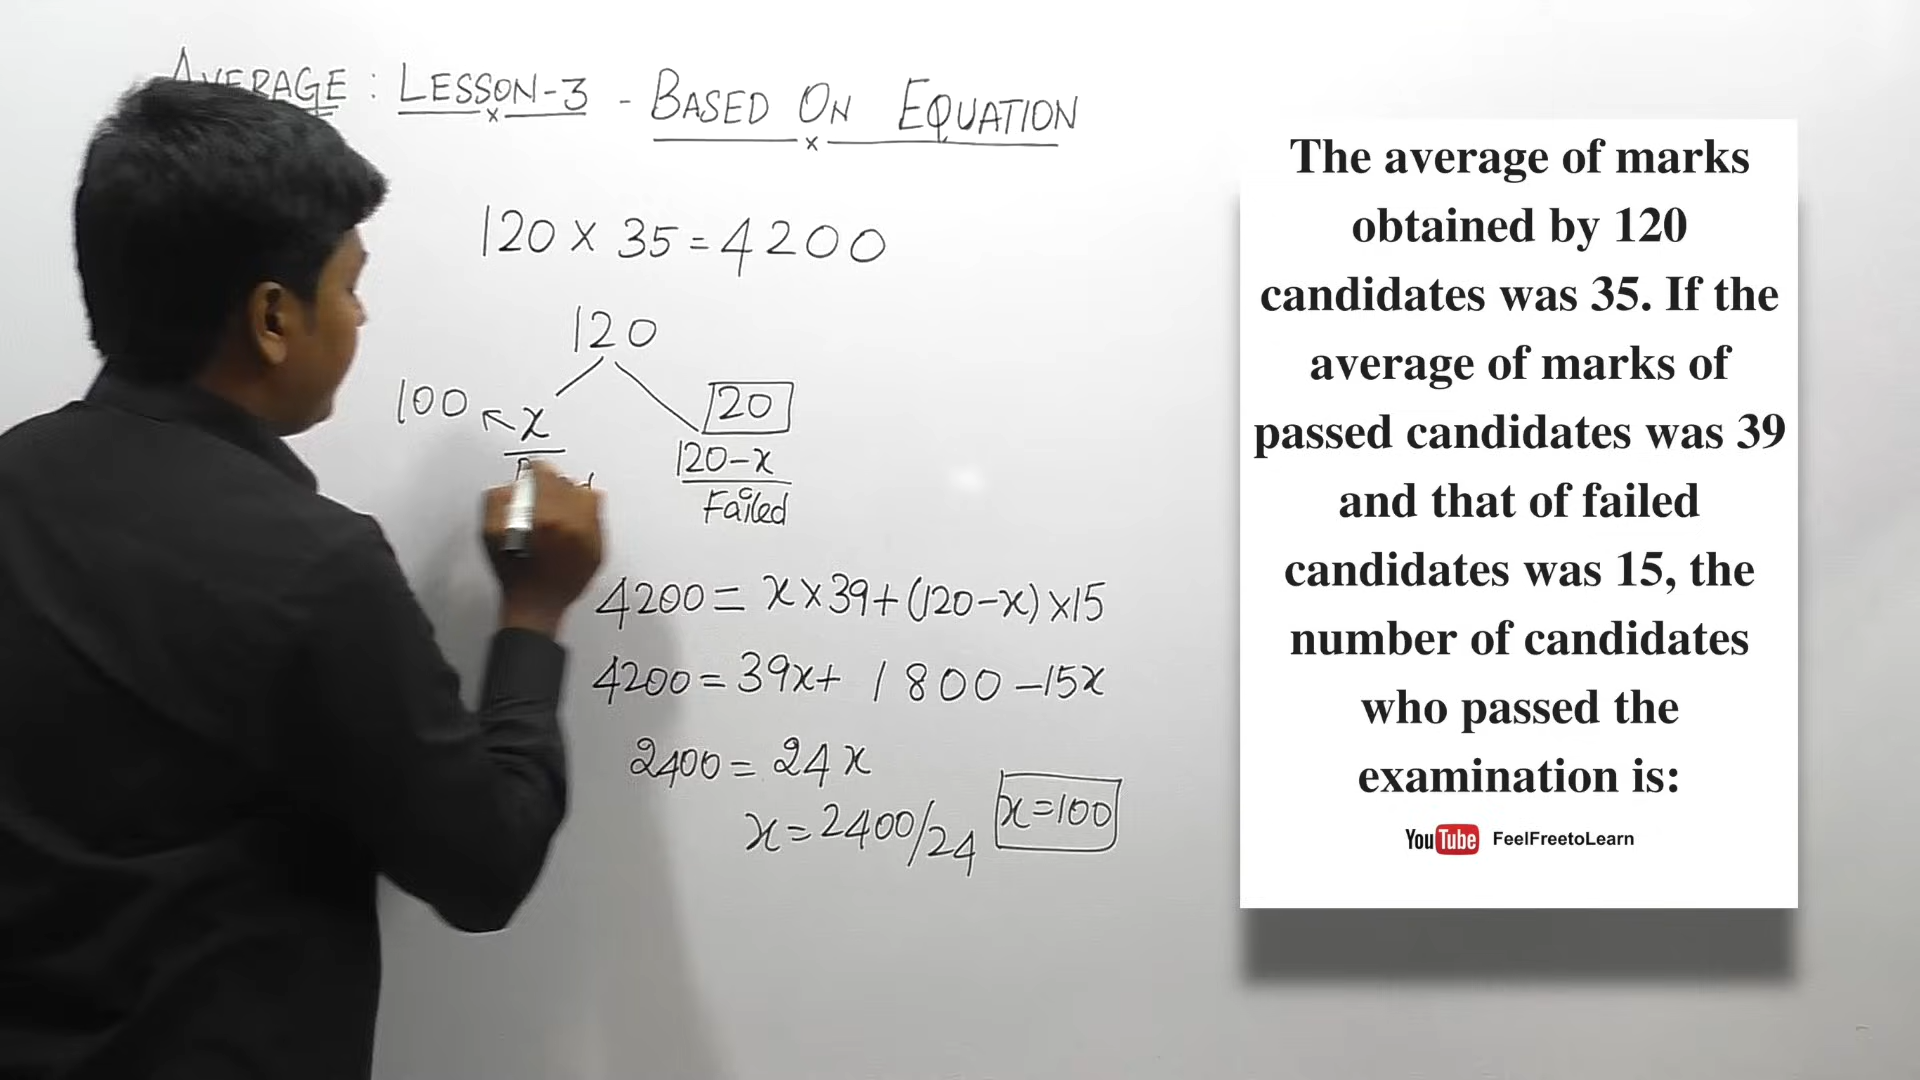 AVERAGE : LESSON-3 - BASED ON EQUATION
120 × 35 = 4200
120
100 x
20
120-x
Failed
4200 = x×39+(120-x)×15
4200 = 39x + 1800 - 15x
2400 = 24x
x = 2400/24
x=100
The average of marks
obtained by 120
candidates was 35. If the
average of marks of
passed candidates was 39
and that of failed
candidates was 15, the
number of candidates
who passed the
examination is:
YouTube FeelFreetoLearn